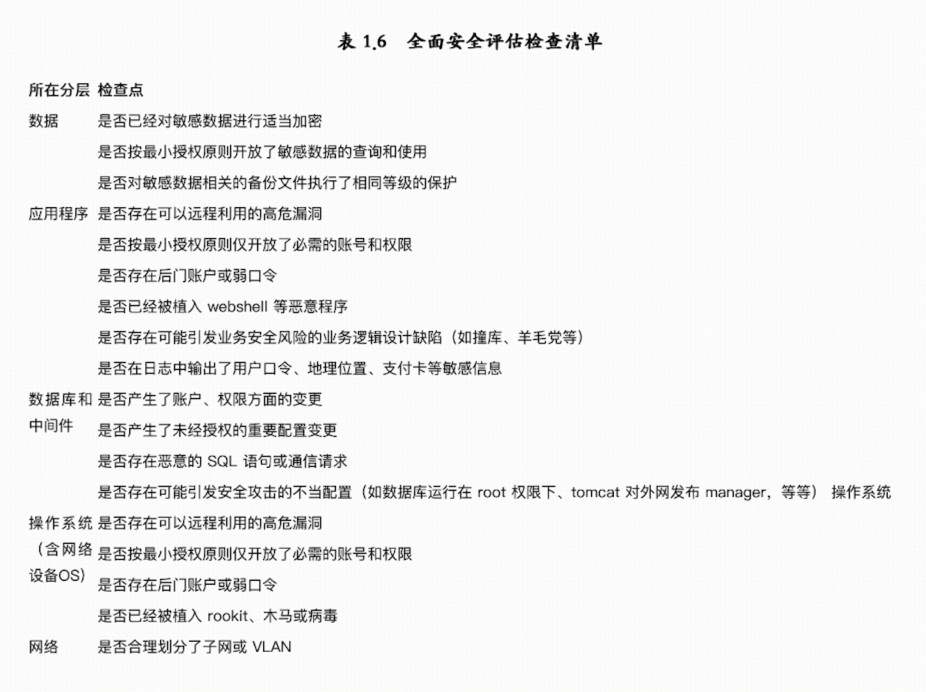 表 1.6 全面安全评估检查清单
所在分层 检查点
数据 是否已经对敏感数据进行适当加密
是否按最小授权原则开放了敏感数据的查询和使用
是否对敏感数据相关的备份文件执行了相同等级的保护
应用程序 是否存在可以远程利用的高危漏洞
是否按最小授权原则仅开放了必需的账号和权限
是否存在后门账户或弱口令
是否已经被植入 webshell 等恶意程序
是否存在可能引发业务安全风险的业务逻辑设计缺陷（如撞库、羊毛党等）
是否在日志中输出了用户口令、地理位置、支付卡等敏感信息
数据库和 是否产生了账户、权限方面的变更
中间件 是否产生了未经授权的重要配置变更
是否存在恶意的 SQL 语句或通信请求
是否存在可能引发安全攻击的不当配置（如数据库运行在 root 权限下、tomcat 对外网发布 manager，等等） 操作系统
操作系统 是否存在可以远程利用的高危漏洞
（含网络 是否按最小授权原则仅开放了必需的账号和权限
设备OS） 是否存在后门账户或弱口令
是否已经被植入 rookit、木马或病毒
网络 是否合理划分了子网或 VLAN